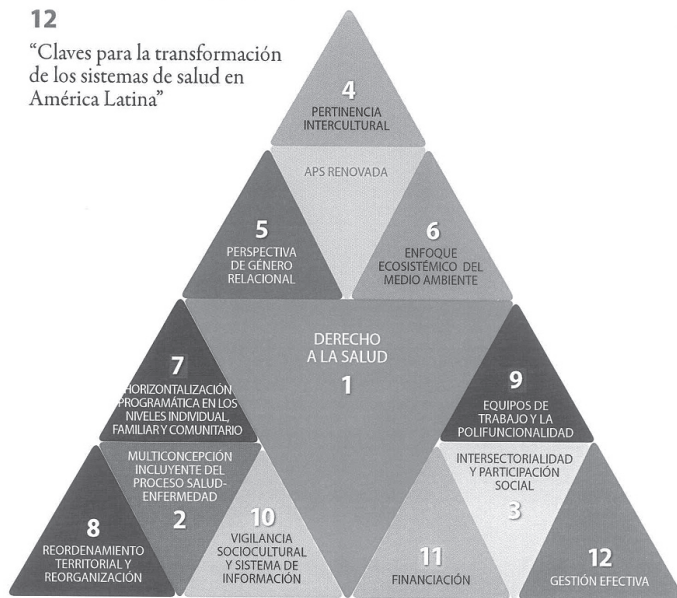 12
“Claves para la transformación
de los sistemas de salud en
América Latina”
4
PERTINENCIA
INTERCULTURAL
APS RENOVADA
5
PERSPECTIVA
DE GÉNERO
RELACIONAL
6
ENFOQUE
ECOSISTÉMICO DEL
MEDIO AMBIENTE
DERECHO
A LA SALUD
1
7
HORIZONTALIZACIÓN
PROGRAMÁTICA EN LOS
NIVELES INDIVIDUAL,
FAMILIAR Y COMUNITARIO
9
EQUIPOS DE
TRABAJO Y LA
POLIFUNCIONALIDAD
MULTICONCEPCIÓN
INCLUYENTE DEL
PROCESO SALUD-
ENFERMEDAD
2
INTERSECTORIALIDAD
Y PARTICIPACIÓN
SOCIAL
3
8
REORDENAMIENTO
TERRITORIAL Y
REORGANIZACIÓN
10
VIGILANCIA
SOCIOCULTURAL
Y SISTEMA DE
INFORMACIÓN
11
FINANCIACIÓN
12
GESTIÓN EFECTIVA